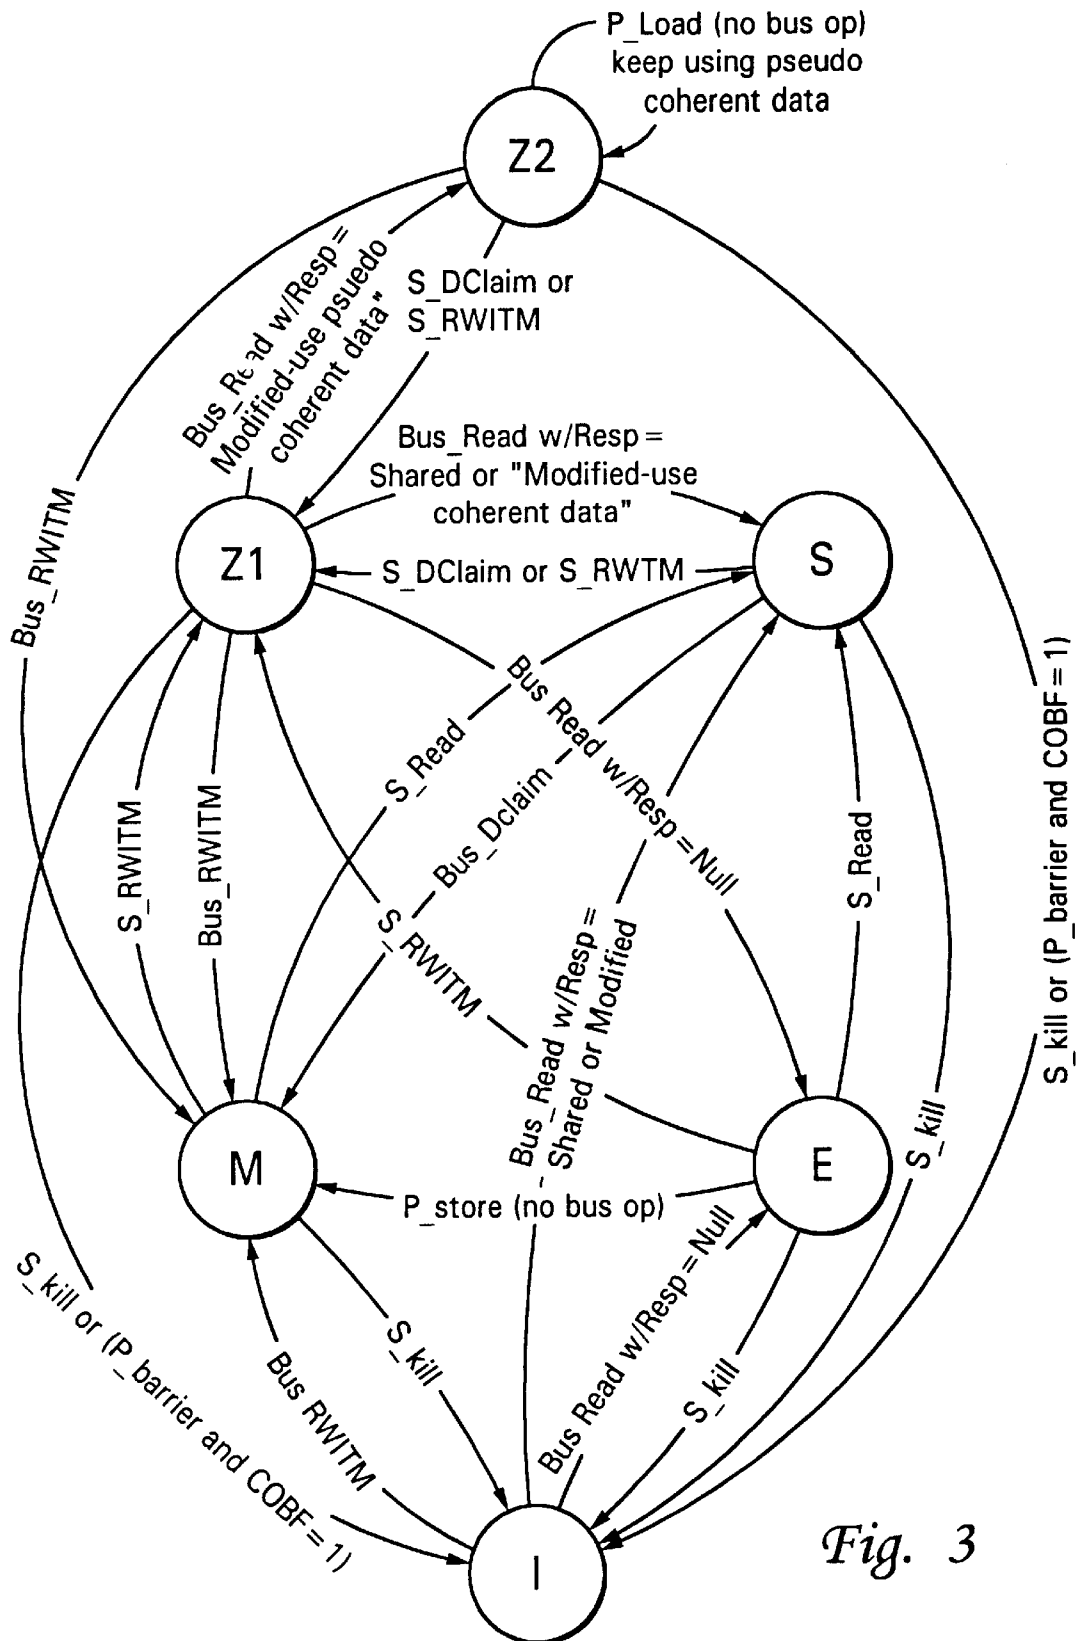 P_Load (no bus op)
keep using pseudo
coherent data
Z2
Bus_Read w/Resp=
Modified-use psuedo
coherent data"
S_DClaim or
S_RWITM
Bus_Read w/Resp=
Shared or "Modified-use
coherent data"
Bus_RWITM
Z1
S
S_DClaim or S_RWTM
Bus Read w/Resp=Null
S_Read
Bus_Dclaim
S_RWITM
Bus_RWITM
S_RWITM
S_Read
S_kill or (P_barrier and COBF=1)
Bus_Read w/Resp=
Shared or Modified
M
E
P_store (no bus op)
S_kill
S_kill or (P_barrier and COBF=1)
Bus RWITM
S_kill
Bus Read w/Resp=Null
S_kill
I
Fig. 3